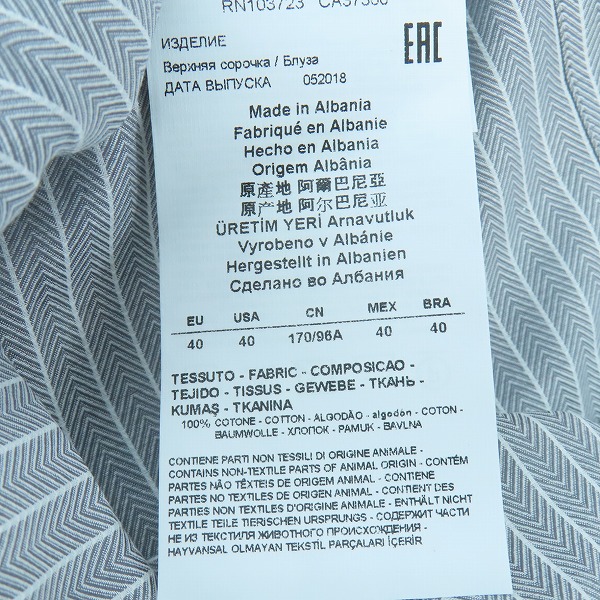 RN103723 CA37360
EAC
ИЗДЕЛИЕ
Верхняя сорочка / Блуза
ДАТА ВЫПУСКА 052018
Made in Albania
Fabriqué en Albanie
Hecho en Albania
Origem Albânia
原產地 阿爾巴尼亞
原产地 阿尔巴尼亚
ÜRETİM YERİ Arnavutluk
Vyrobeno v Albánie
Hergestellt in Albanien
Сделано во Албания
EU USA CN MEX BRA
40 40 170/96A 40 40
TESSUTO - FABRIC - COMPOSICAO -
TEJIDO - TISSUS - GEWEBE - ТКАНЬ -
KUMAŞ - TKANINA
100% COTONE - COTTON - ALGODÃO - algodón - COTON -
BAUMWOLLE - ХЛОПОК - PAMUK - BAVLNA
CONTIENE PARTI NON TESSILI DI ORIGINE ANIMALE -
CONTAINS NON-TEXTILE PARTS OF ANIMAL ORIGIN - CONTÉM
PARTES NÃO TÊXTEIS DE ORIGEM ANIMAL - CONTIENE
PARTES NO TEXTILES DE ORIGEN ANIMAL - CONTIENT DES
PARTIES NON TEXTILES D'ORIGINE ANIMALE - ENTHÄLT NICHT
TEXTILE TEILE TIERISCHEN URSPRUNGS - СОДЕРЖИТ ЧАСТИ
НЕ ИЗ ТЕКСТИЛЯ ЖИВОТНОГО ПРОИСХОЖДЕНИЯ -
HAYVANSAL OLMAYAN TEKSTİL PARÇALARI İÇERİR